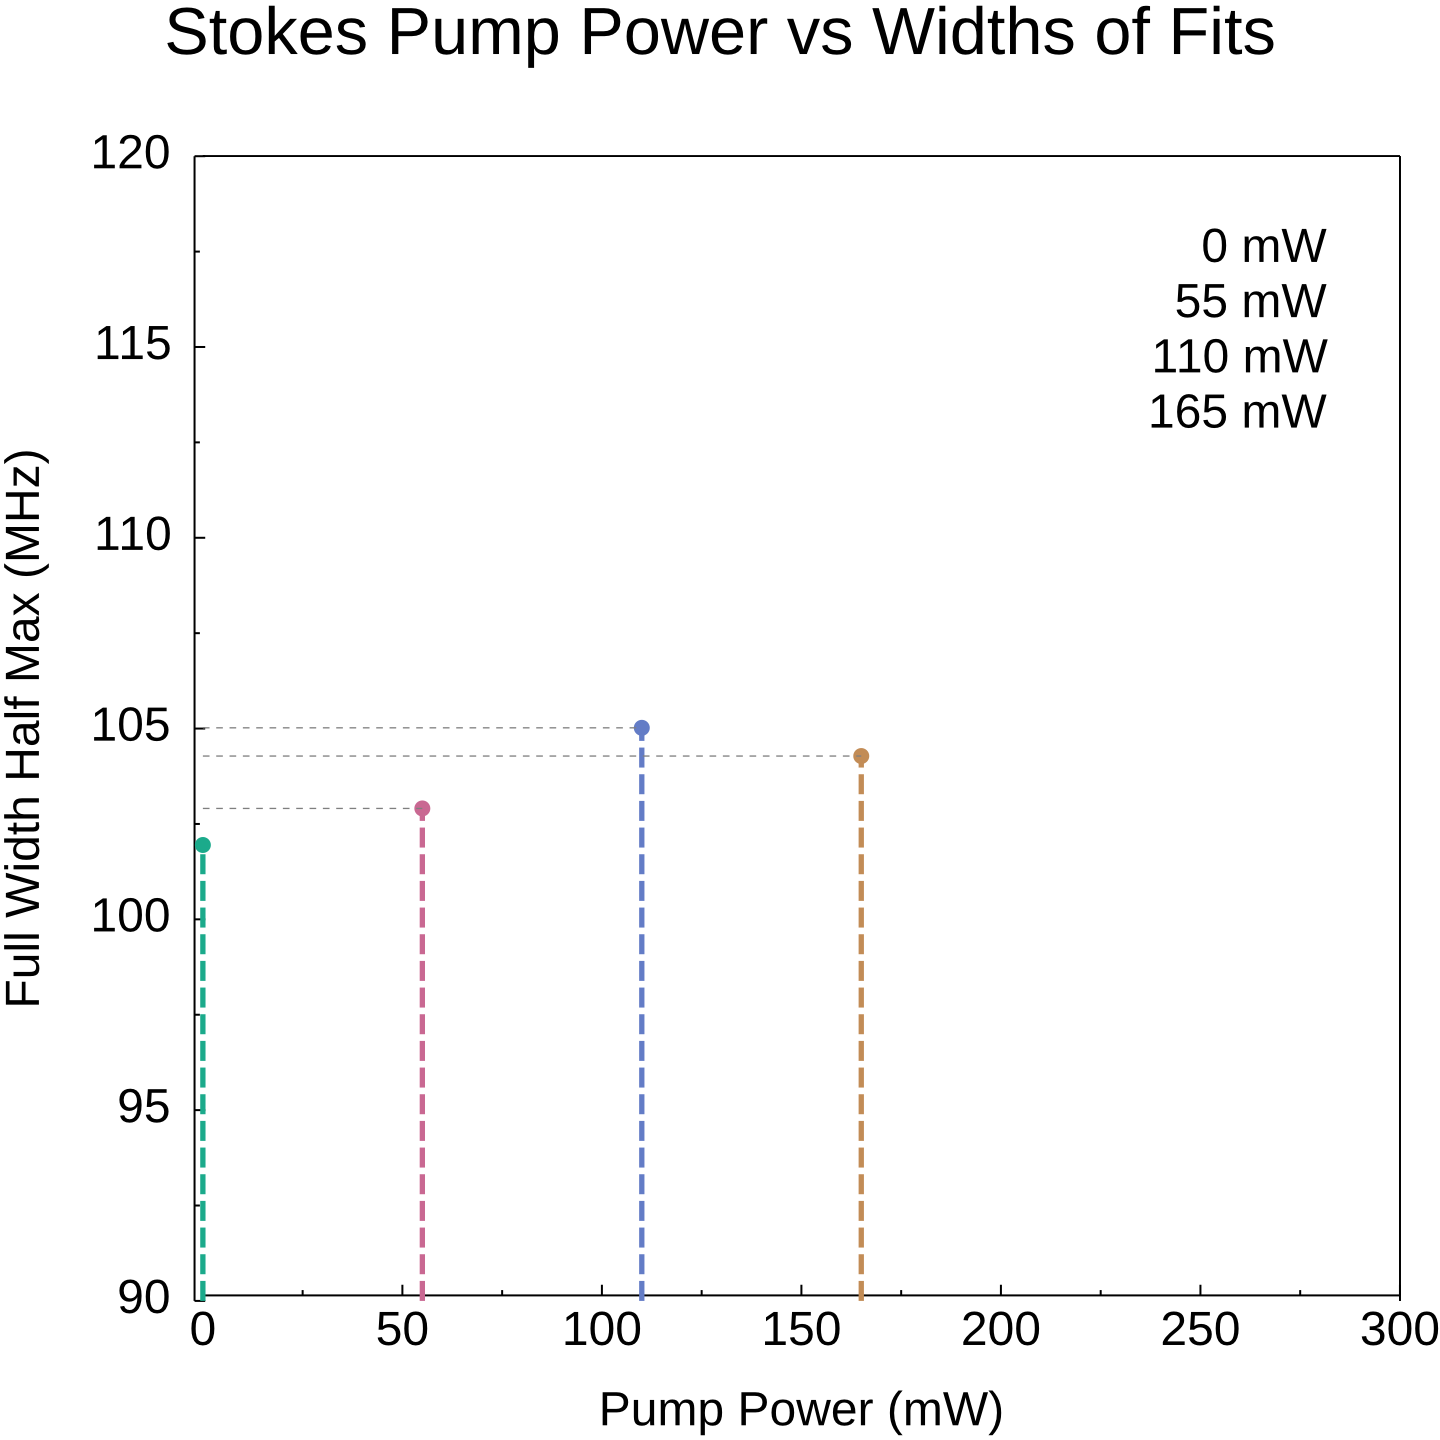 Stokes Pump Power vs Widths of Fits
120
115
110
105
100
95
90
Full Width Half Max (MHz)
0 mW
55 mW
110 mW
165 mW
0 50 100 150 200 250 300
Pump Power (mW)